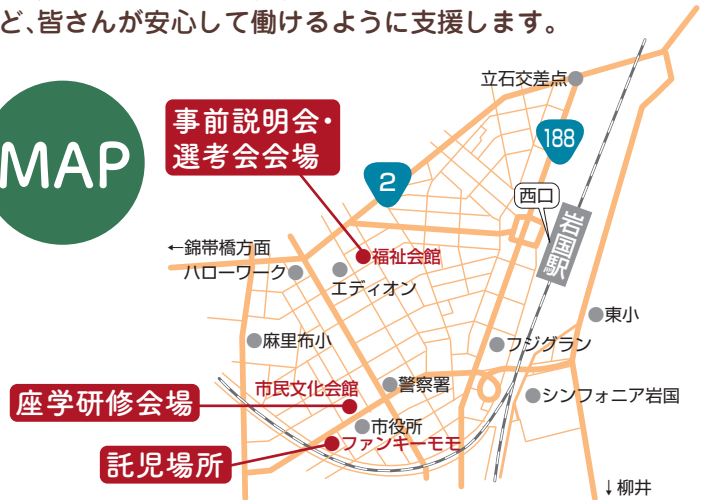 ど、皆さんが安心して働けるように支援します。
MAP
事前説明会・
選考会会場
立石交差点
188
2
西口
岩国駅
←錦帯橋方面
福祉会館
ハローワーク
エディオン
東小
麻里布小
フジグラン
市民文化会館
警察署
座学研修会場
シンフォニア岩国
市役所
ファンキーモモ
託児場所
↓柳井